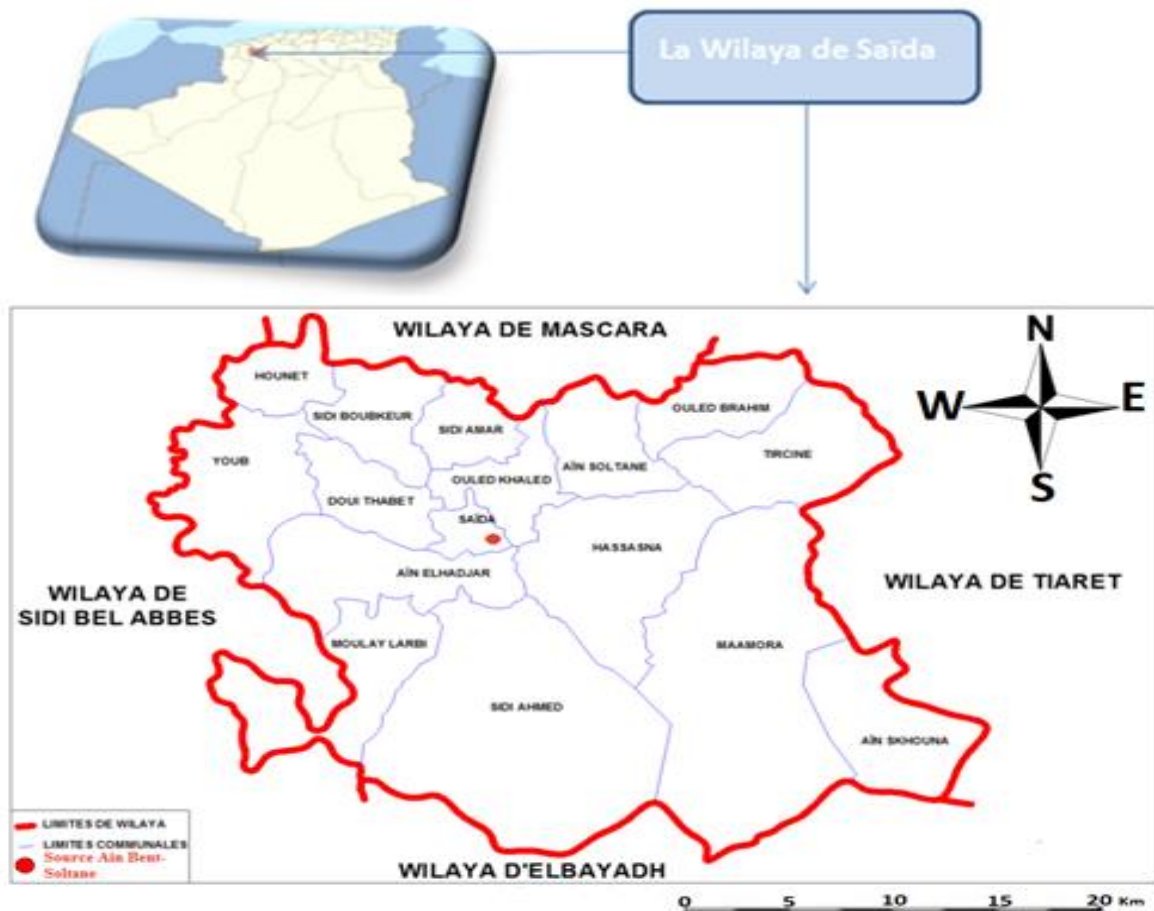 La Wilaya de Saïda
WILAYA DE MASCARA
N
W
E
S
HOUNET
SIDI BOUBKEUR
SIDI AMAR
OULED BRAHIM
YOUB
DOUI THABET
OULED KHALED
AÏN SOLTANE
TIRCINE
SAÏDA
HASSASNA
AÏN ELHADJAR
WILAYA DE
SIDI BEL ABBES
WILAYA DE TIARET
MOULAY LARBI
MAAMORA
SIDI AHMED
AÏN SKHOUNA
LIMITES DE WILAYA
LIMITES COMMUNALES
Source Ain Bent-
Soltane
WILAYA D'ELBAYADH
0 5 10 15 20 Km